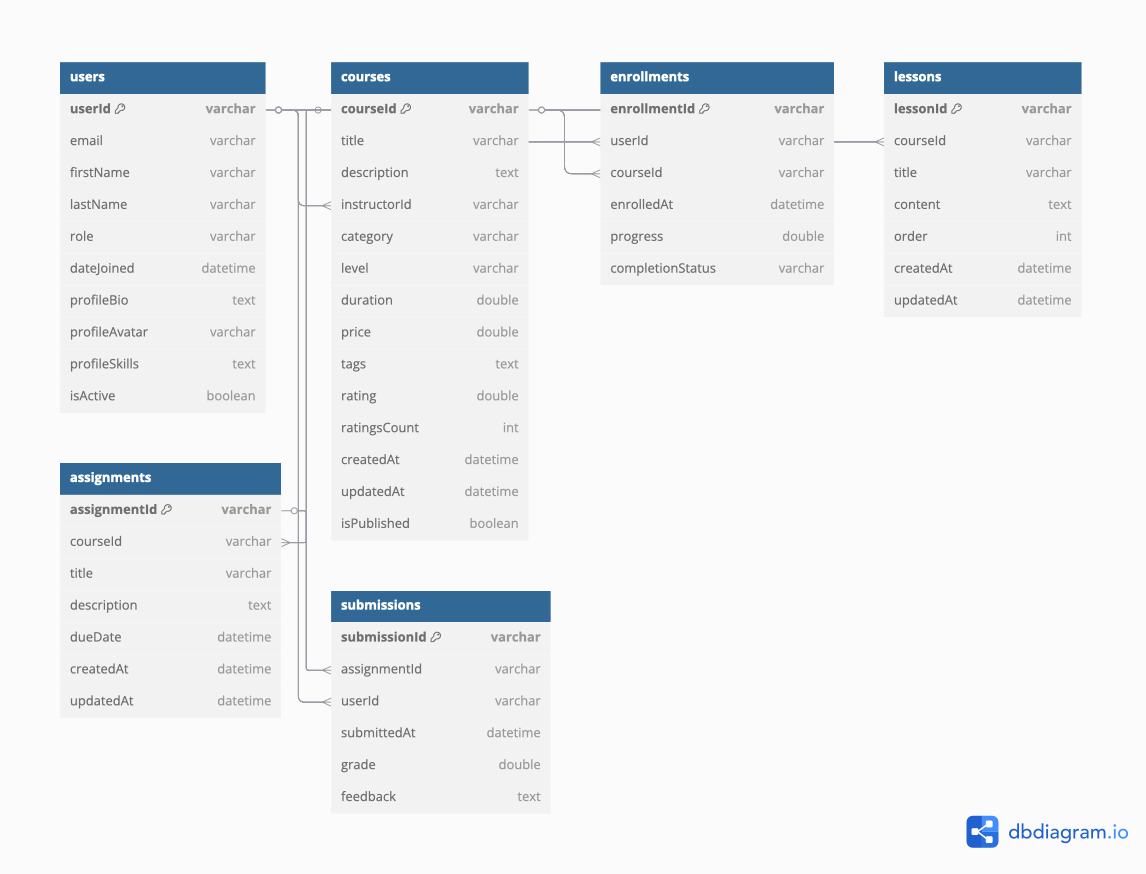 users
userId varchar
email varchar
firstName varchar
lastName varchar
role varchar
dateJoined datetime
profileBio text
profileAvatar varchar
profileSkills text
isActive boolean
courses
courseId varchar
title varchar
description text
instructorId varchar
category varchar
level varchar
duration double
price double
tags text
rating double
ratingsCount int
createdAt datetime
updatedAt datetime
isPublished boolean
enrollments
enrollmentId varchar
userId varchar
courseId varchar
enrolledAt datetime
progress double
completionStatus varchar
lessons
lessonId varchar
courseId varchar
title varchar
content text
order int
createdAt datetime
updatedAt datetime
assignments
assignmentId varchar
courseId varchar
title varchar
description text
dueDate datetime
createdAt datetime
updatedAt datetime
submissions
submissionId varchar
assignmentId varchar
userId varchar
submittedAt datetime
grade double
feedback text
dbdiagram.io